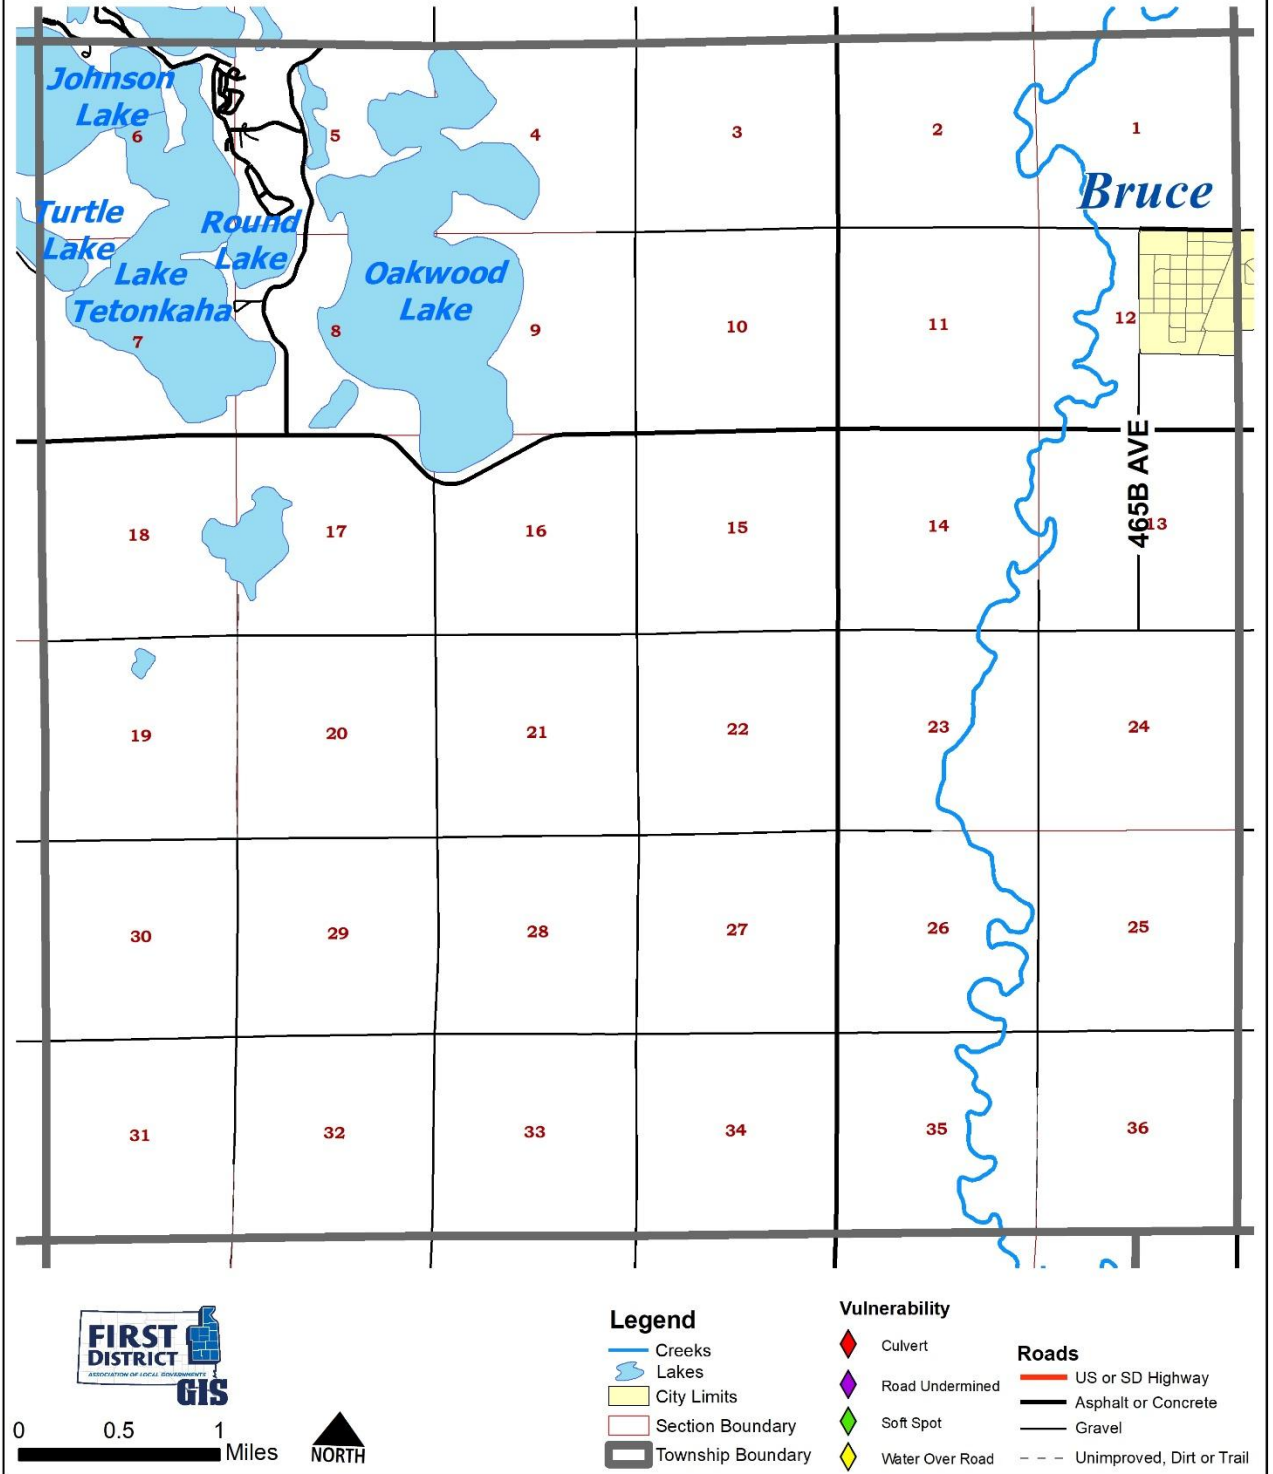 Johnson
Lake
6
5
4
3
2
1
Bruce
Turtle
Lake
Round
Lake
Lake
Tetonkaha
Oakwood
Lake
7
8
9
10
11
12
465B AVE
18
17
16
15
14
13
19
20
21
22
23
24
30
29
28
27
26
25
31
32
33
34
35
36
FIRST
DISTRICT
ASSOCIATION OF LOCAL GOVERNMENTS
GIS
0 0.5 1
Miles
NORTH
Legend
Creeks
Lakes
City Limits
Section Boundary
Township Boundary
Vulnerability
Culvert
Road Undermined
Soft Spot
Water Over Road
Roads
US or SD Highway
Asphalt or Concrete
Gravel
Unimproved, Dirt or Trail